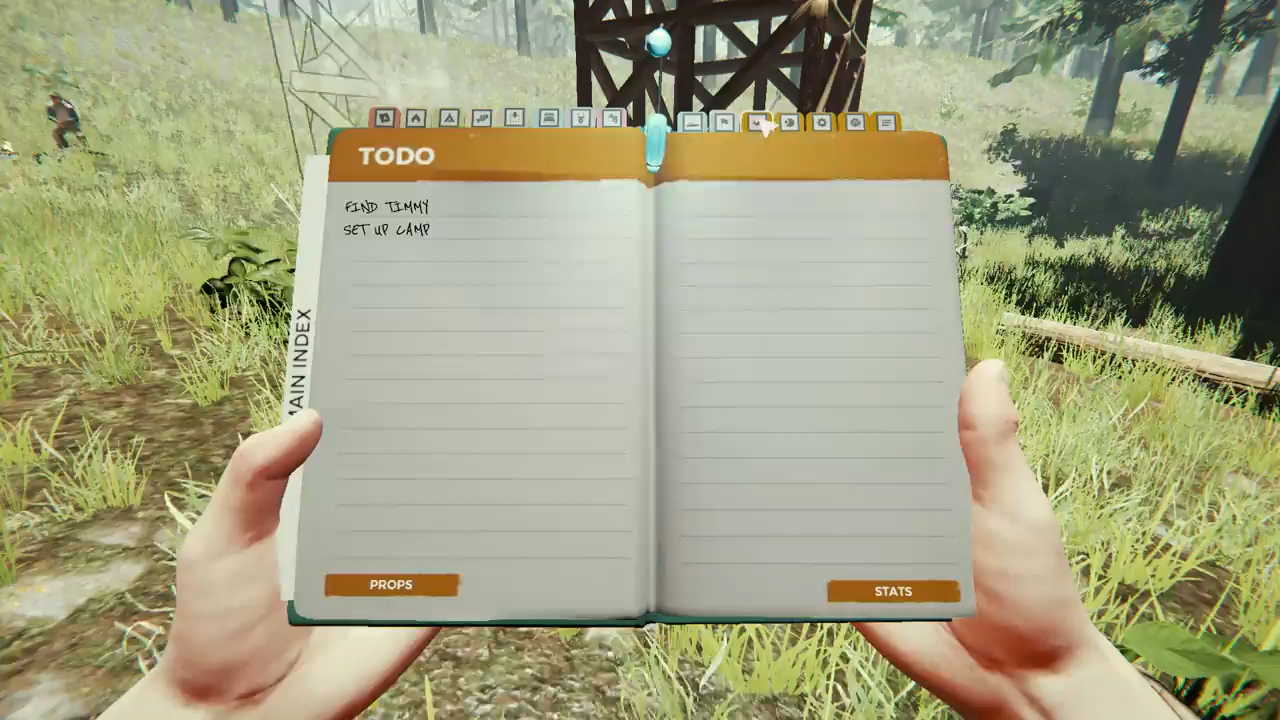 TODO
FIND TIMMY
SET UP CAMP
MAIN INDEX
PROPS
STATS